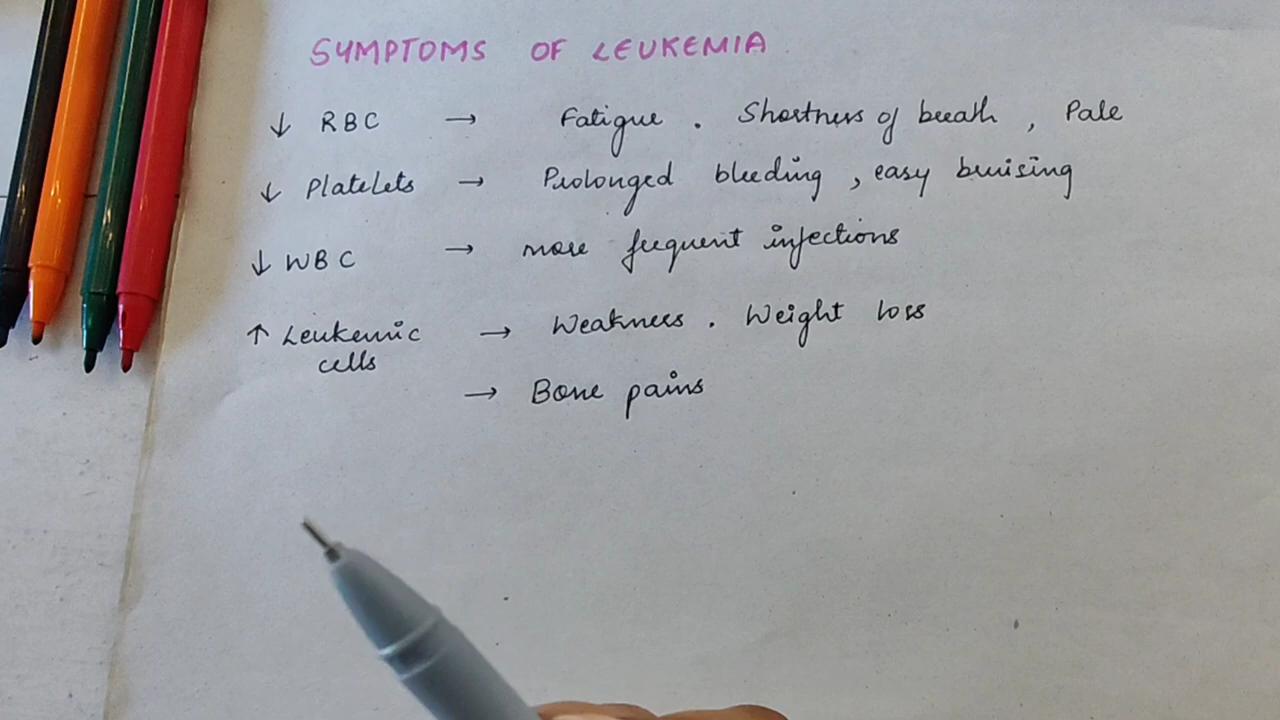 SYMPTOMS OF LEUKEMIA
↓ RBC → Fatigue. Shortness of breath, Pale
↓ Platelets → Prolonged bleeding, easy bruising
↓ WBC → more frequent infections
↑ Leukemic cells → Weakness. Weight loss
→ Bone pains